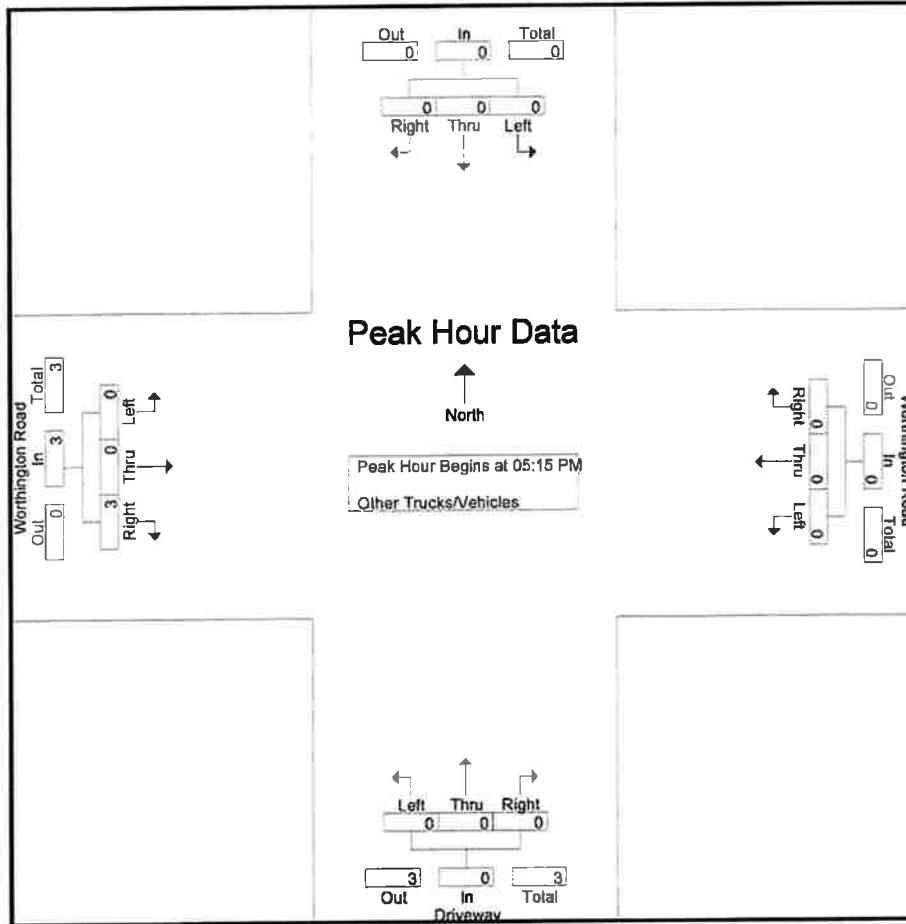 Out In Total
0 0 0
0 0 0
Right Thru Left
Peak Hour Data
North
Peak Hour Begins at 05:15 PM
Other Trucks/Vehicles
Worthington Road
Out In Total
0 3 3
Right Thru Left
3 0 0
Worthington Road
Out In Total
0 0 0
Right Thru Left
0 0 0
Left Thru Right
0 0 0
3 0 3
Out In Total
Driveway